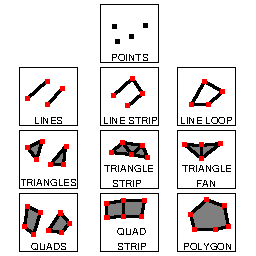 POINTS
LINES
LINE STRIP
LINE LOOP
TRIANGLES
TRIANGLE
STRIP
TRIANGLE
FAN
QUADS
QUAD
STRIP
POLYGON